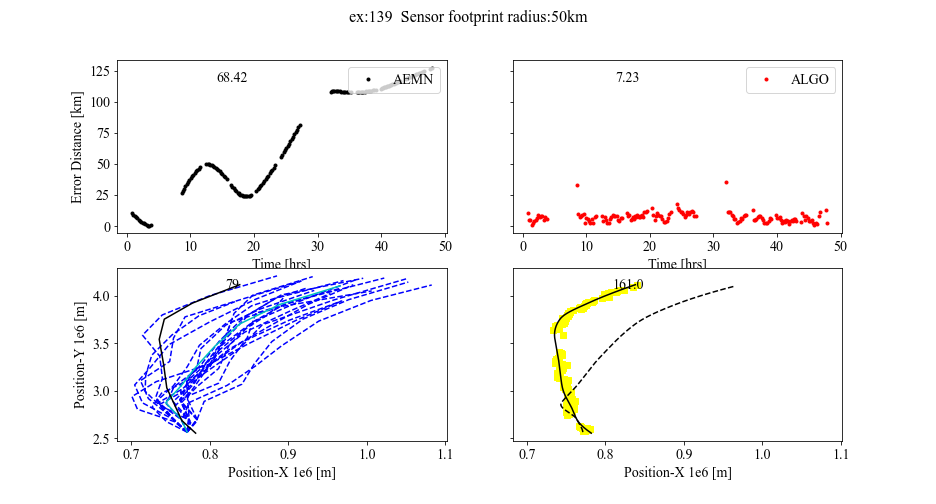 ex:139  Sensor footprint radius:50km
68.42
AEMN
7.23
ALGO
Error Distance [km]
125
100
75
50
25
0
0 10 20 30 40 50
0 10 20 30 40 50
Time [hrs]
Time [hrs]
79
161.0
Position-Y 1e6 [m]
4.0
3.5
3.0
2.5
0.7 0.8 0.9 1.0 1.1
0.7 0.8 0.9 1.0 1.1
Position-X 1e6 [m]
Position-X 1e6 [m]